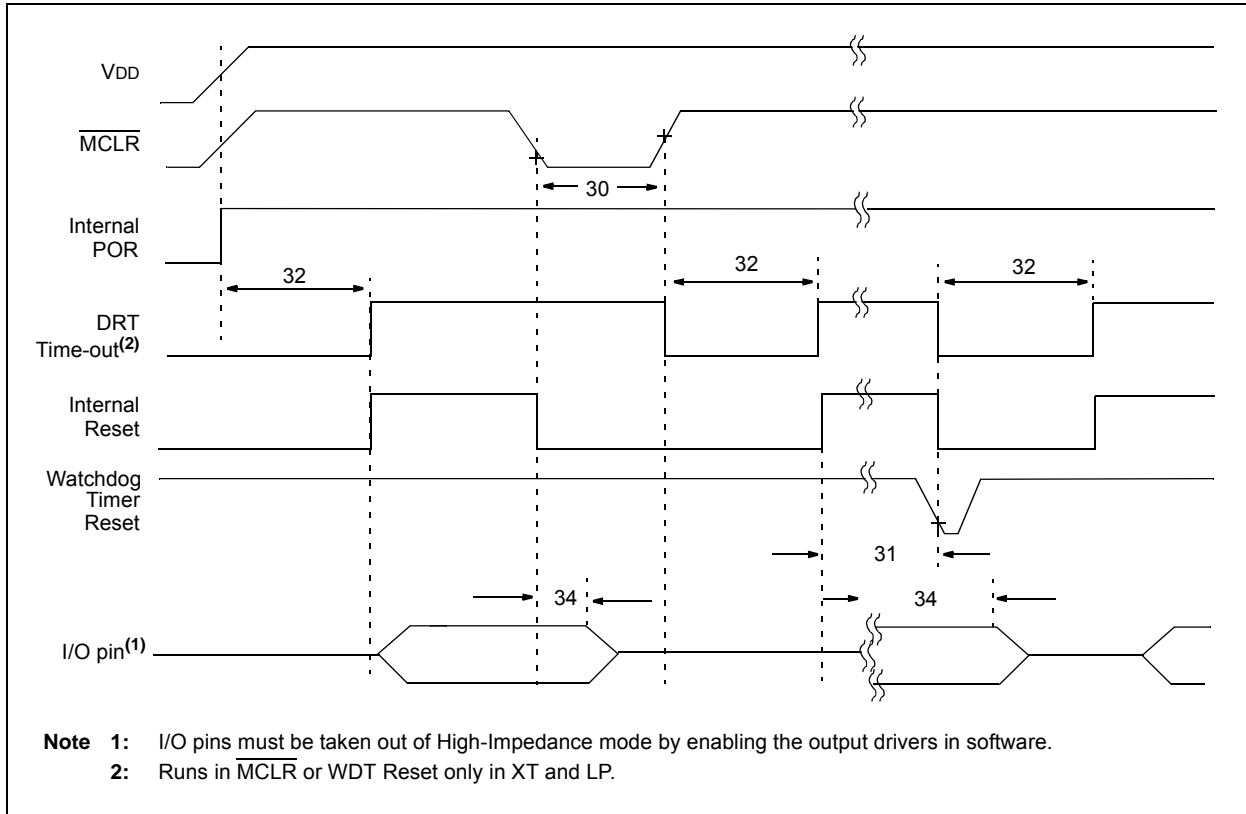 VDD
MCLR
30
Internal
POR
32
32
32
DRT
Time-out(2)
Internal
Reset
Watchdog
Timer
Reset
31
34
34
I/O pin(1)
Note 1: I/O pins must be taken out of High-Impedance mode by enabling the output drivers in software.
2: Runs in MCLR or WDT Reset only in XT and LP.